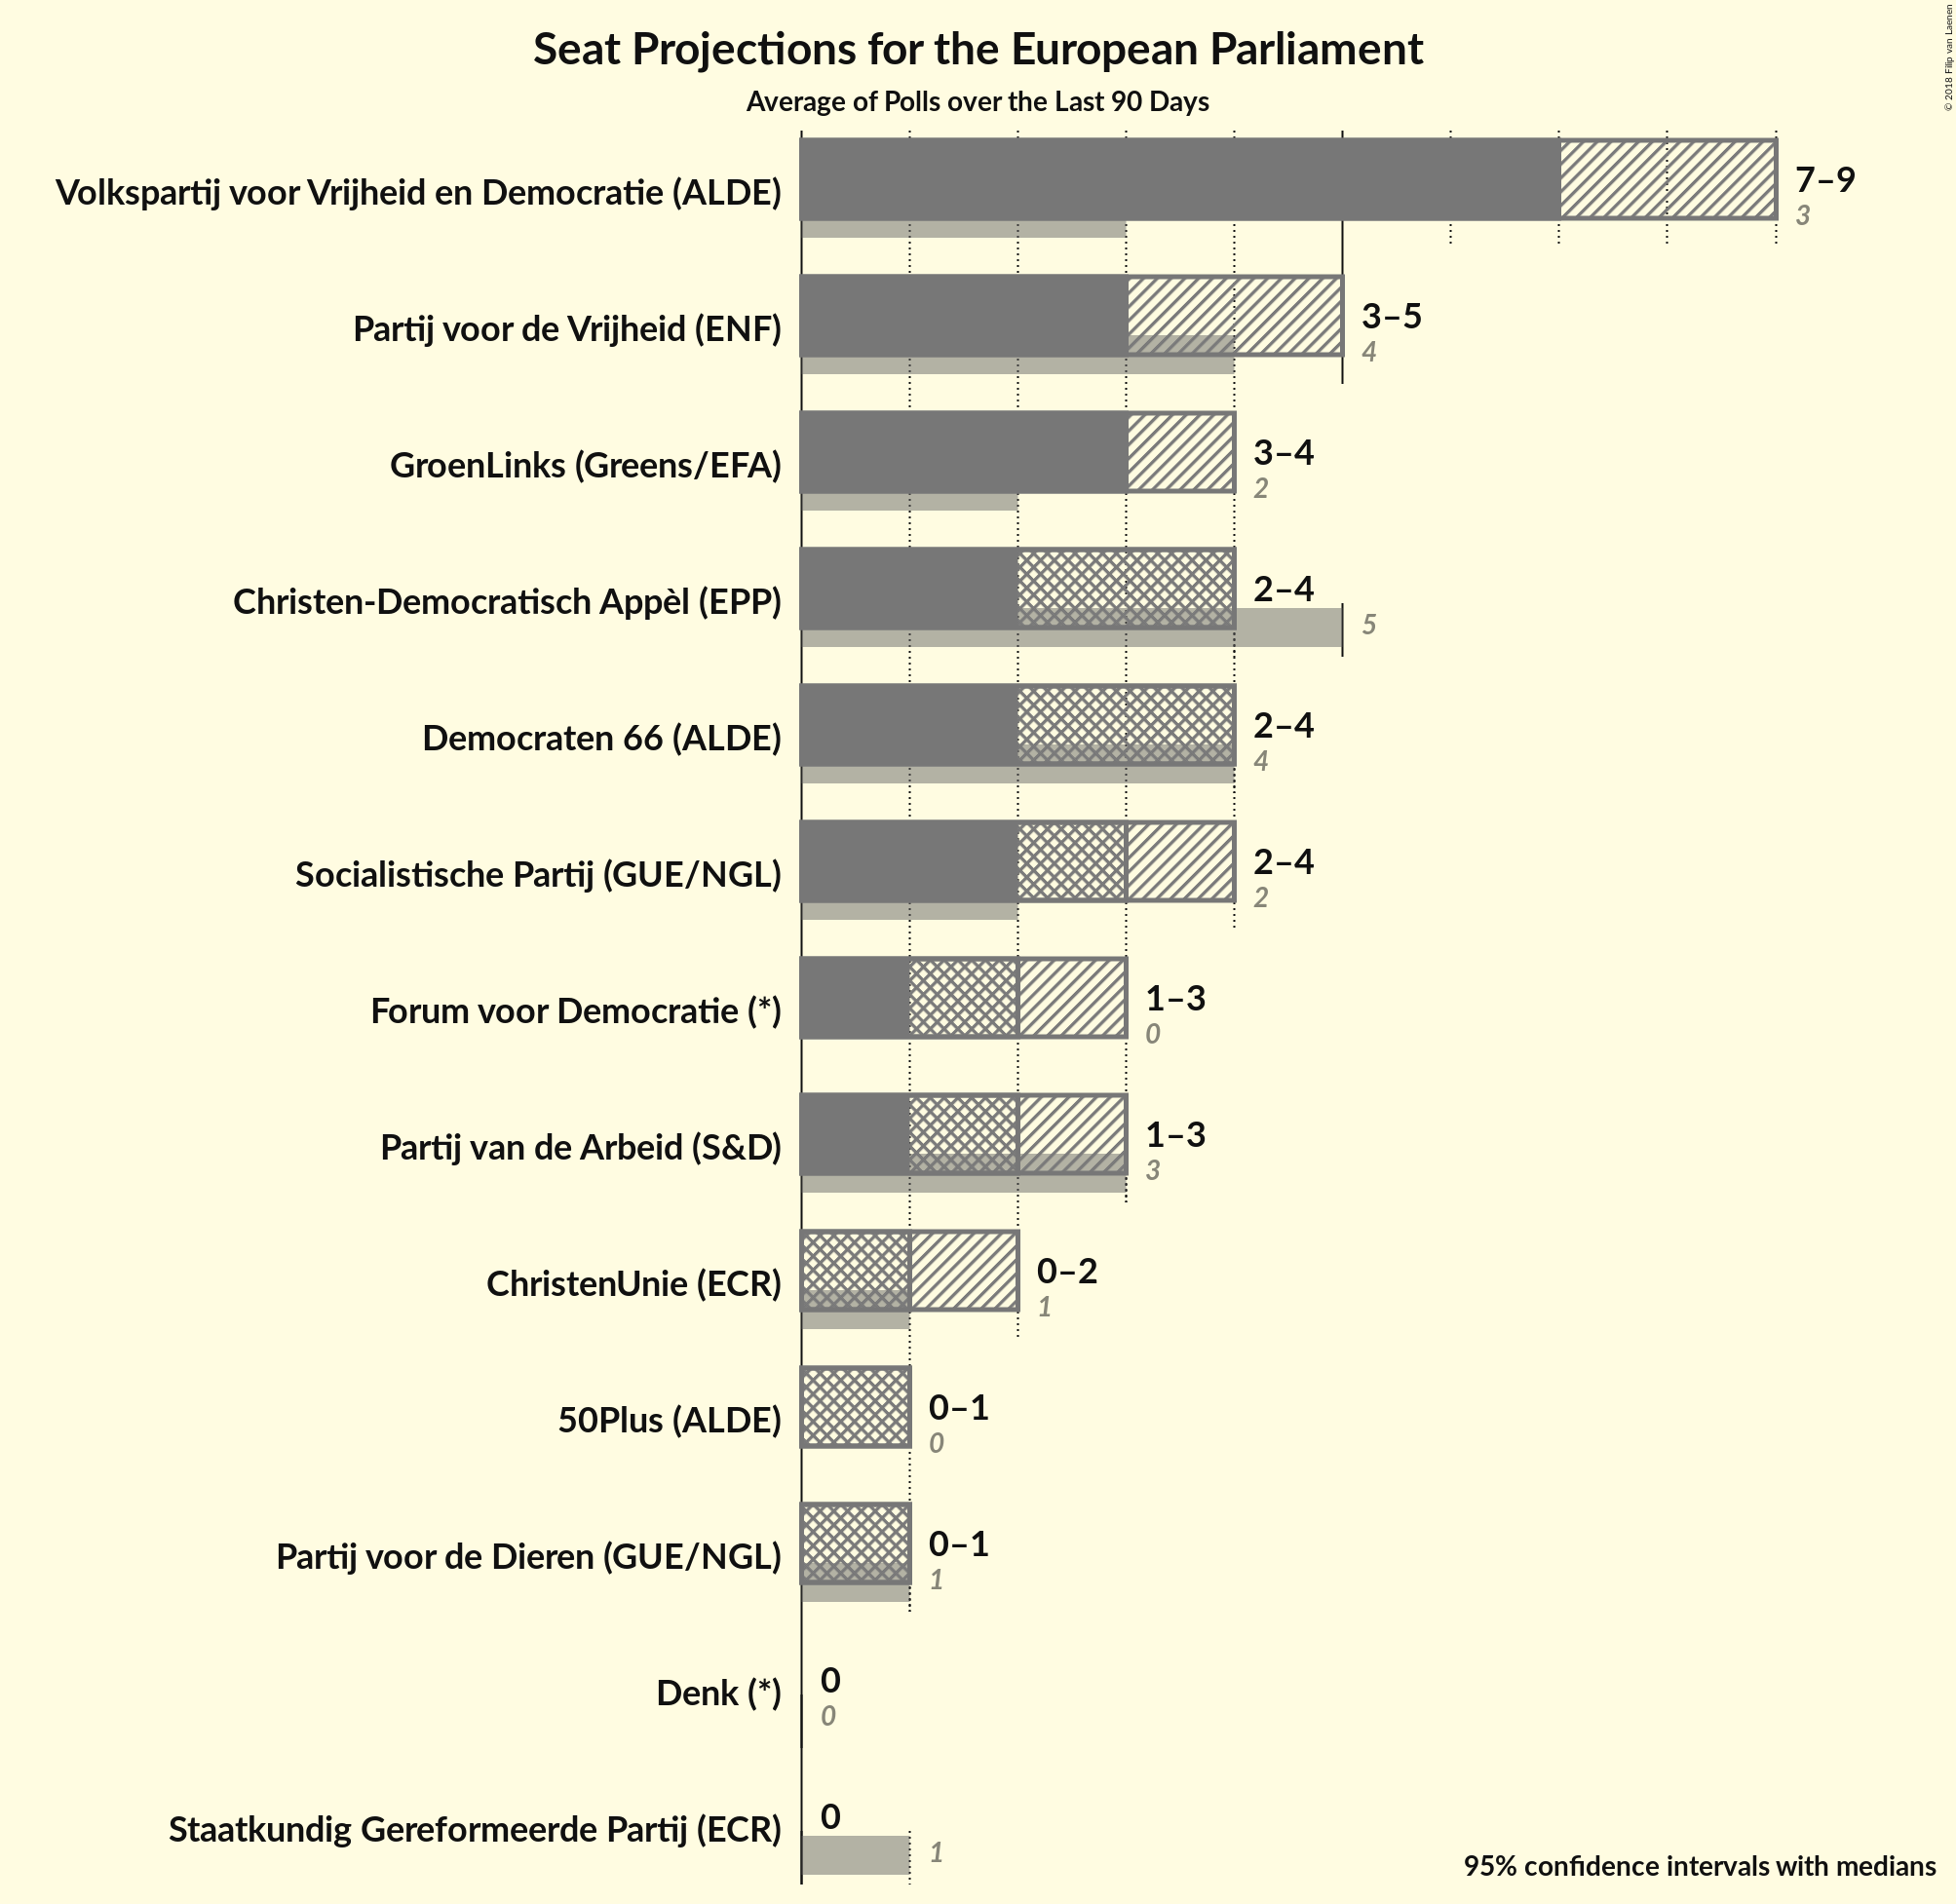 Seat Projections for the European Parliament
Average of Polls over the Last 90 Days
© 2018 Filip van Laenen
Volkspartij voor Vrijheid en Democratie (ALDE)
7–9
3
Partij voor de Vrijheid (ENF)
3–5
4
GroenLinks (Greens/EFA)
3–4
2
Christen-Democratisch Appèl (EPP)
2–4
5
Democraten 66 (ALDE)
2–4
4
Socialistische Partij (GUE/NGL)
2–4
2
Forum voor Democratie (*)
1–3
0
Partij van de Arbeid (S&D)
1–3
3
ChristenUnie (ECR)
0–2
1
50Plus (ALDE)
0–1
0
Partij voor de Dieren (GUE/NGL)
0–1
1
Denk (*)
0
0
Staatkundig Gereformeerde Partij (ECR)
0
1
95% confidence intervals with medians